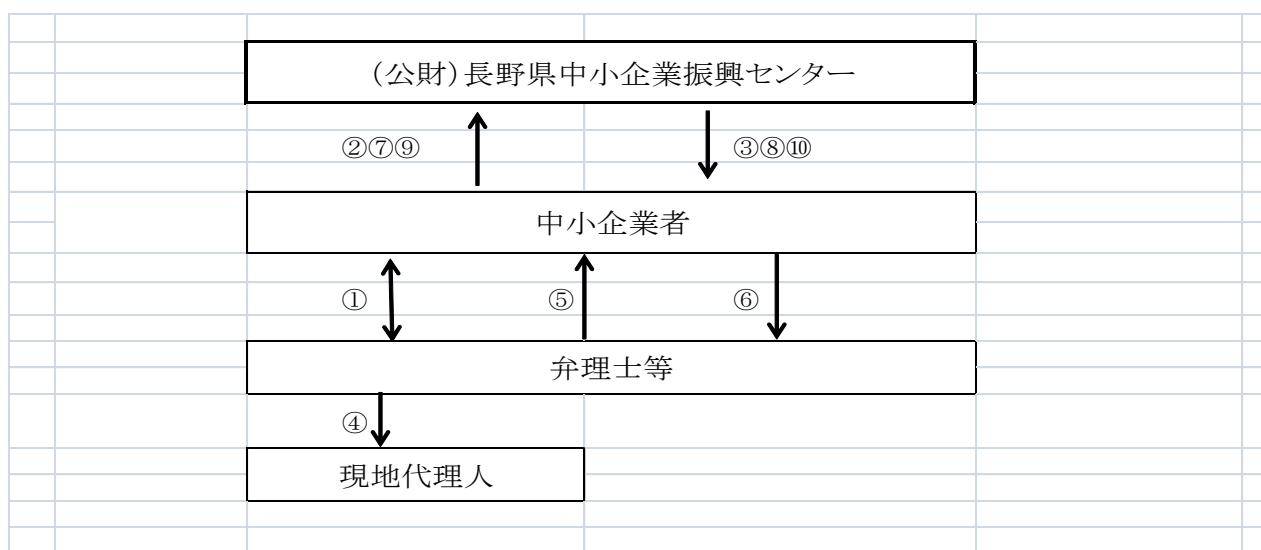 （公財）長野県中小企業振興センター
②⑦⑨
③⑧⑩
中小企業者
①
⑤
⑥
弁理士等
④
現地代理人